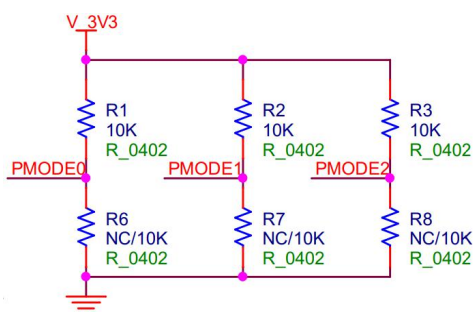 V_3V3
R1
10K
R_0402
R2
10K
R_0402
R3
10K
R_0402
PMODE0
PMODE1
PMODE2
R6
NC/10K
R_0402
R7
NC/10K
R_0402
R8
NC/10K
R_0402